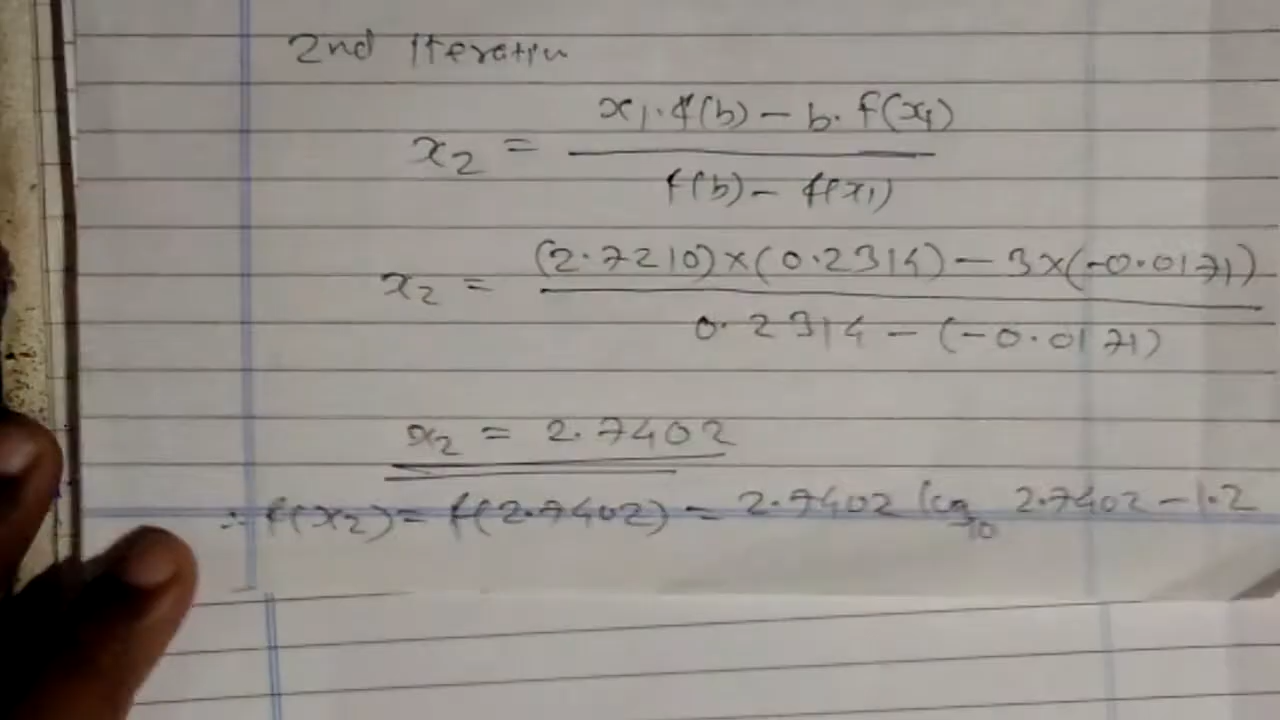 2nd Iteration
x₂ = x₁.f(b) - b.f(x₁) / f(b) - f(x₁)
x₂ = (2.7210)×(0.2314) - 3×(-0.0171) / 0.2314 - (-0.0171)
x₂ = 2.7402
∴ f(x₂) = f(2.7402) = 2.7402 log₁₀ 2.7402 - 1.2